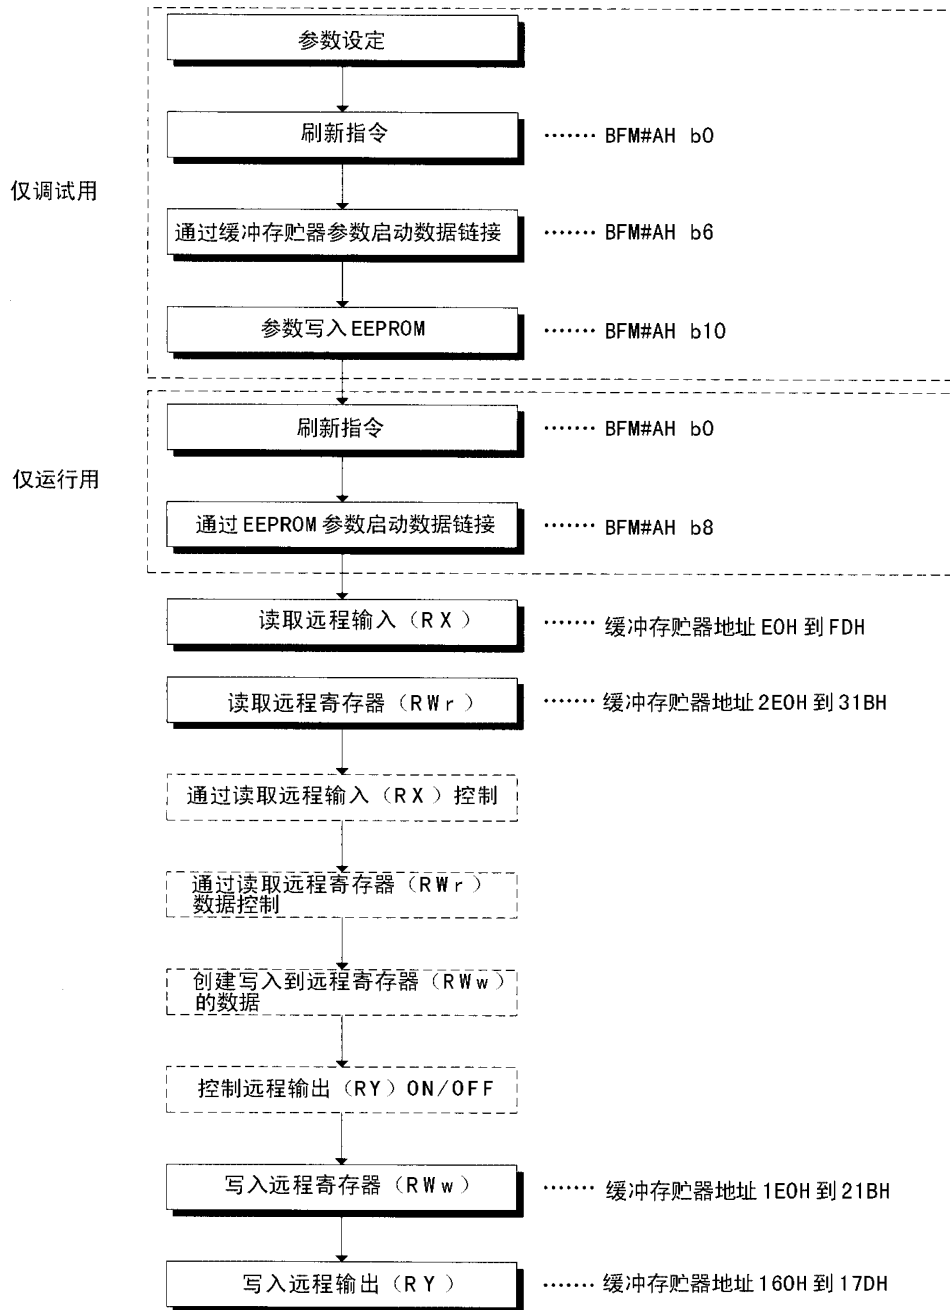 参数设定
刷新指令 ······· BFM#AH b0
仅调试用
通过缓冲存贮器参数启动数据链接 ······· BFM#AH b6
参数写入EEPROM ······· BFM#AH b10
刷新指令 ······· BFM#AH b0
仅运行用
通过EEPROM参数启动数据链接 ······· BFM#AH b8
读取远程输入（RX） ······· 缓冲存贮器地址E0H到FDH
读取远程寄存器（RWr） ······· 缓冲存贮器地址2E0H到31BH
通过读取远程输入（RX）控制
通过读取远程寄存器（RWr）
数据控制
创建写入到远程寄存器（RWw）
的数据
控制远程输出（RY）ON/OFF
写入远程寄存器（RWw） ······· 缓冲存贮器地址1E0H到21BH
写入远程输出（RY） ······· 缓冲存贮器地址160H到17DH